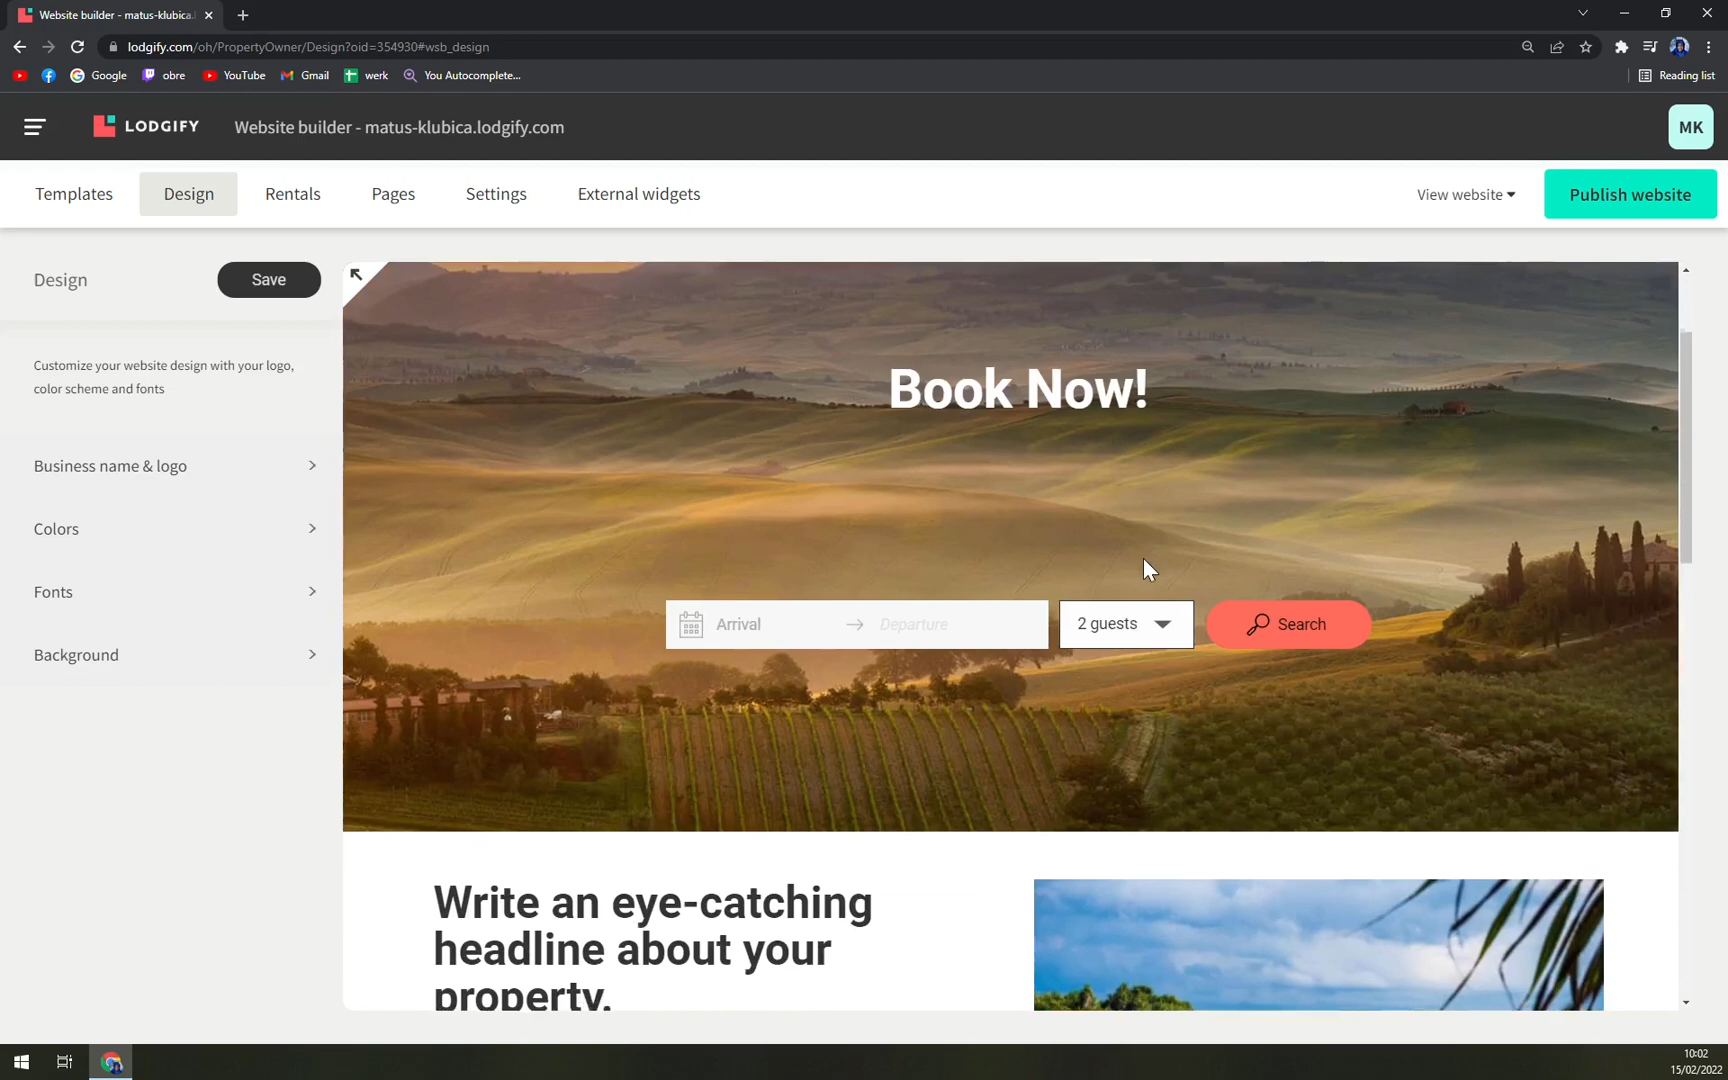 Website builder - matus-klubica.l
lodgify.com/oh/PropertyOwner/Design?oid=354930#wsb_design
Google obre YouTube Gmail werk You Autocomplete... Reading list
LODGIFY Website builder - matus-klubica.lodgify.com MK
Templates Design Rentals Pages Settings External widgets View website Publish website
Design Save
Customize your website design with your logo,
color scheme and fonts
Business name & logo
Colors
Fonts
Background
Book Now!
Arrival Departure 2 guests Search
Write an eye-catching
headline about your
property.
10:02
15/02/2022